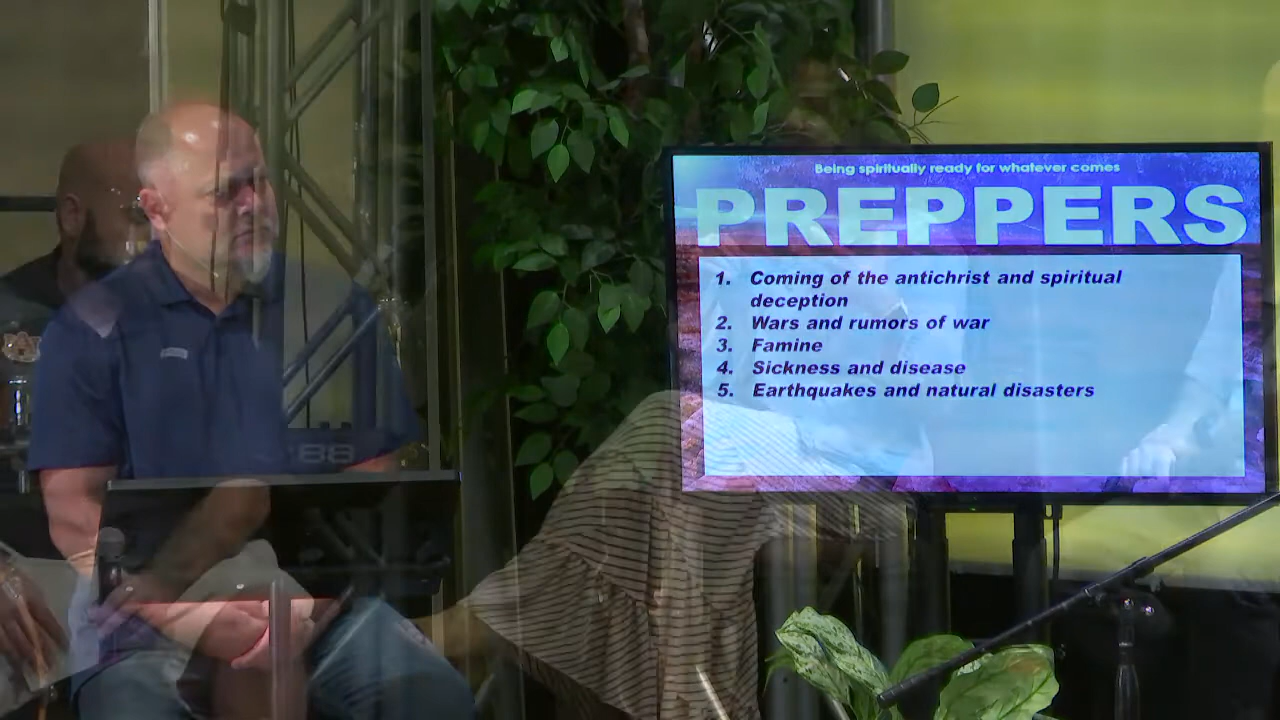 Being spiritually ready for whatever comes
PREPPERS
1. Coming of the antichrist and spiritual
deception
2. Wars and rumors of war
3. Famine
4. Sickness and disease
5. Earthquakes and natural disasters
88